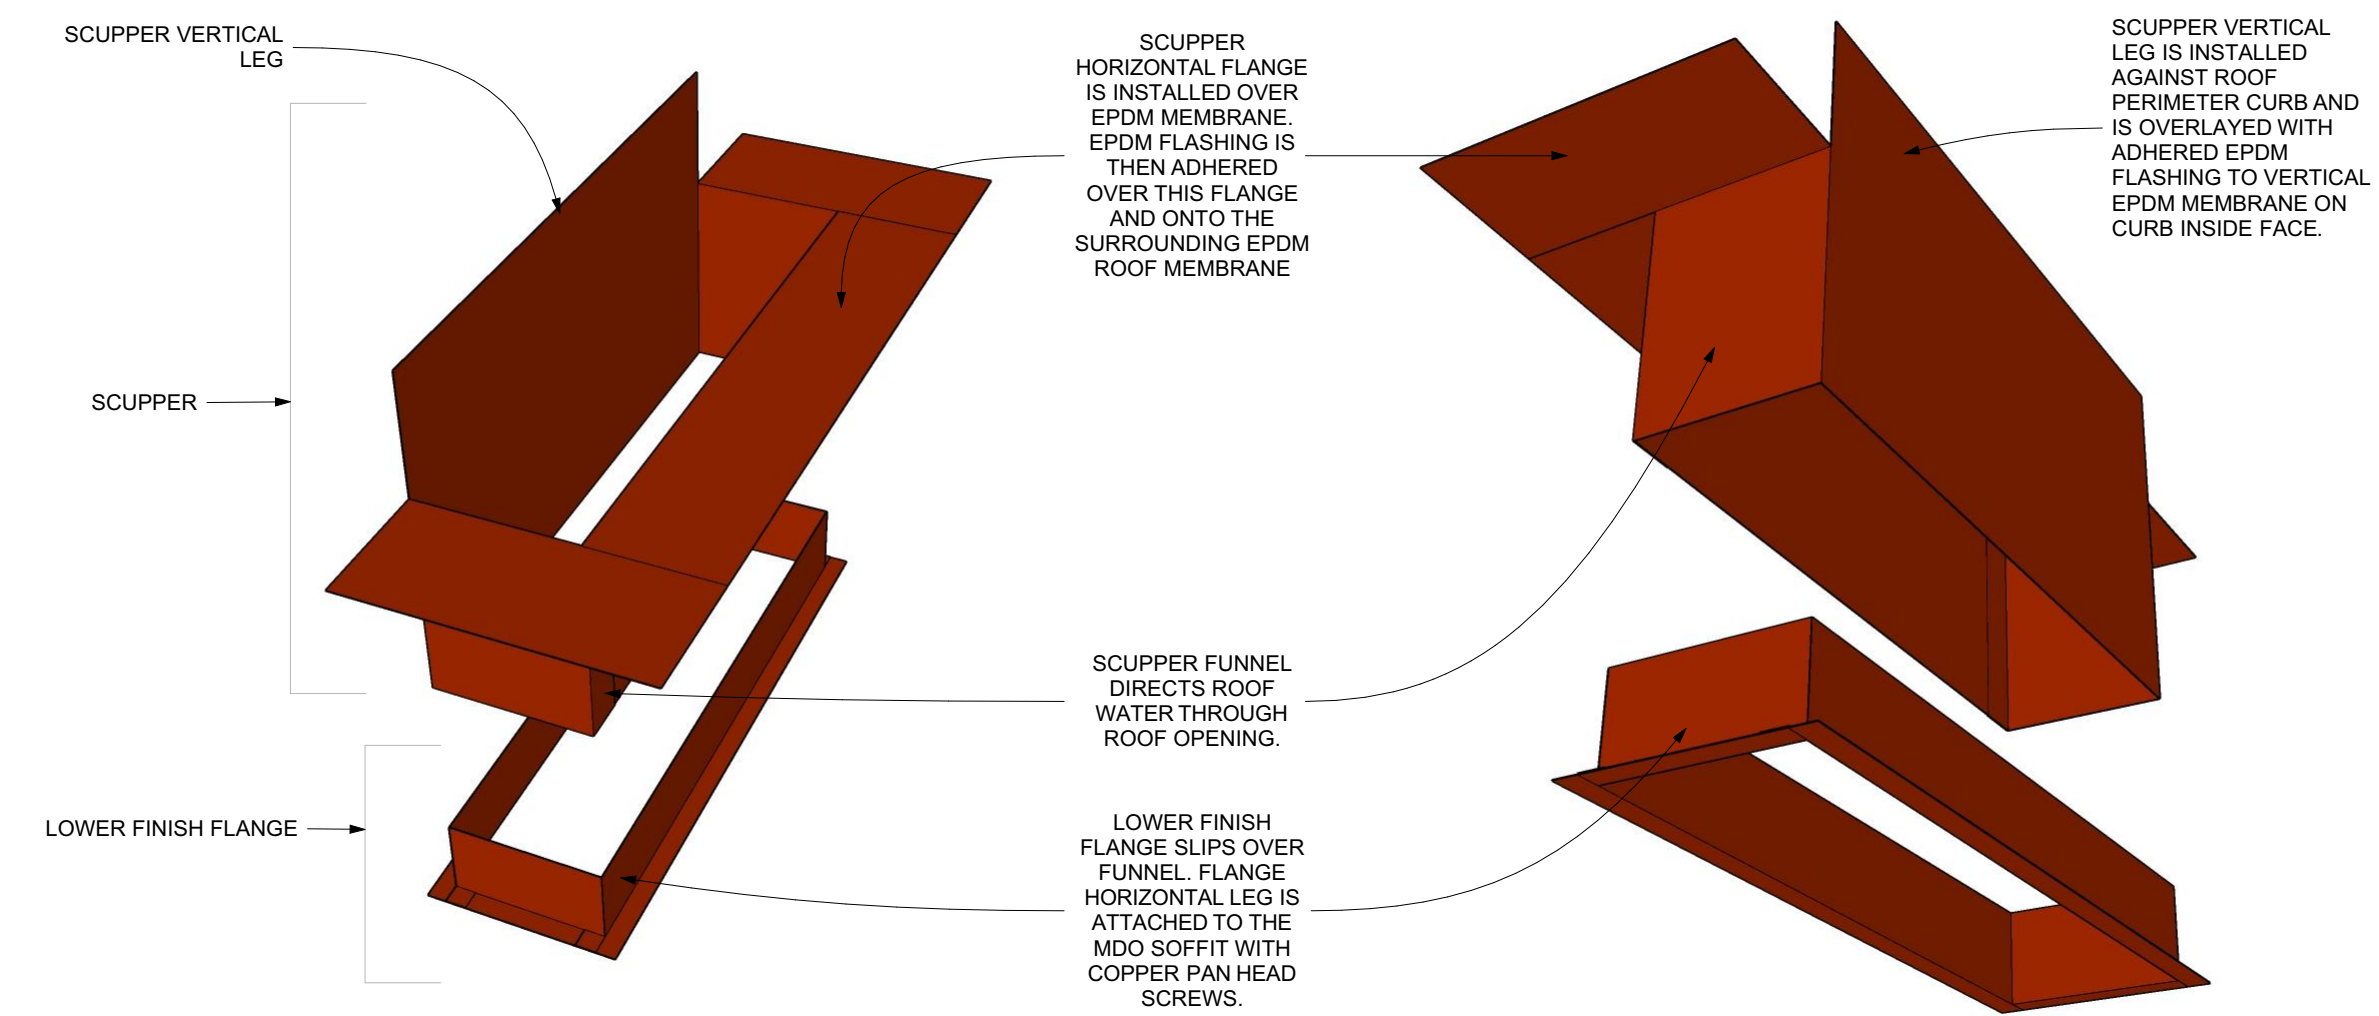 SCUPPER VERTICAL
LEG
SCUPPER
LOWER FINISH FLANGE
SCUPPER
HORIZONTAL FLANGE
IS INSTALLED OVER
EPDM MEMBRANE.
EPDM FLASHING IS
THEN ADHERED
OVER THIS FLANGE
AND ONTO THE
SURROUNDING EPDM
ROOF MEMBRANE
SCUPPER FUNNEL
DIRECTS ROOF
WATER THROUGH
ROOF OPENING.
LOWER FINISH
FLANGE SLIPS OVER
FUNNEL. FLANGE
HORIZONTAL LEG IS
ATTACHED TO THE
MDO SOFFIT WITH
COPPER PAN HEAD
SCREWS.
SCUPPER VERTICAL
LEG IS INSTALLED
AGAINST ROOF
PERIMETER CURB AND
IS OVERLAYED WITH
ADHERED EPDM
FLASHING TO VERTICAL
EPDM MEMBRANE ON
CURB INSIDE FACE.